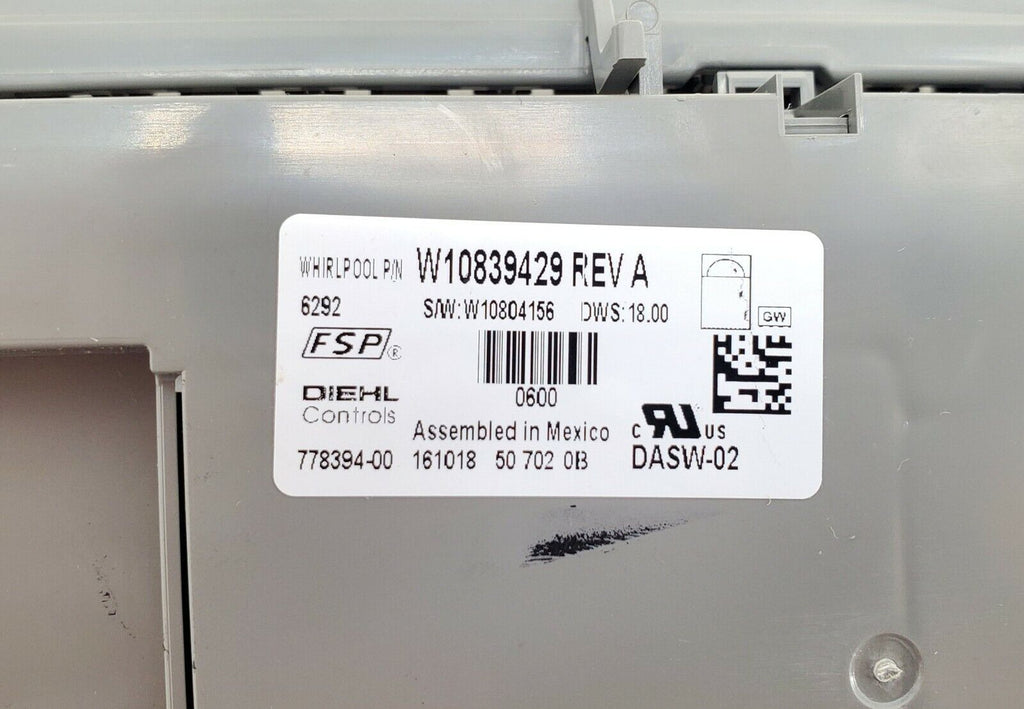 WHIRLPOOL P/N W10839429 REV A
6292 S/W: W10804156 DWS: 18.00
FSP®
GW
DIEHL
Controls
0600
Assembled in Mexico
C RU US
778394-00 161018 50 702 0B DASW-02